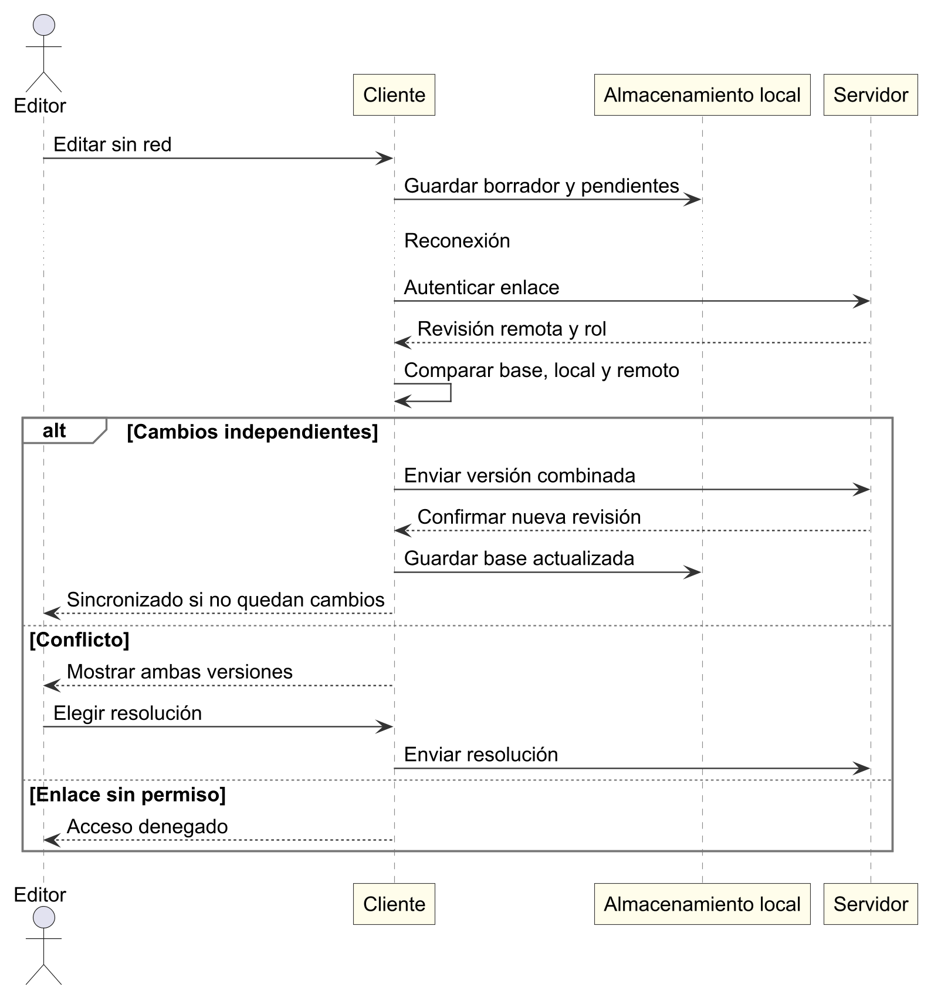 Editor
Cliente
Almacenamiento local
Servidor
Editar sin red
Guardar borrador y pendientes
Reconexión
Autenticar enlace
Revisión remota y rol
Comparar base, local y remoto
alt
[Cambios independientes]
Enviar versión combinada
Confirmar nueva revisión
Guardar base actualizada
Sincronizado si no quedan cambios
[Conflicto]
Mostrar ambas versiones
Elegir resolución
Enviar resolución
[Enlace sin permiso]
Acceso denegado
Editor
Cliente
Almacenamiento local
Servidor